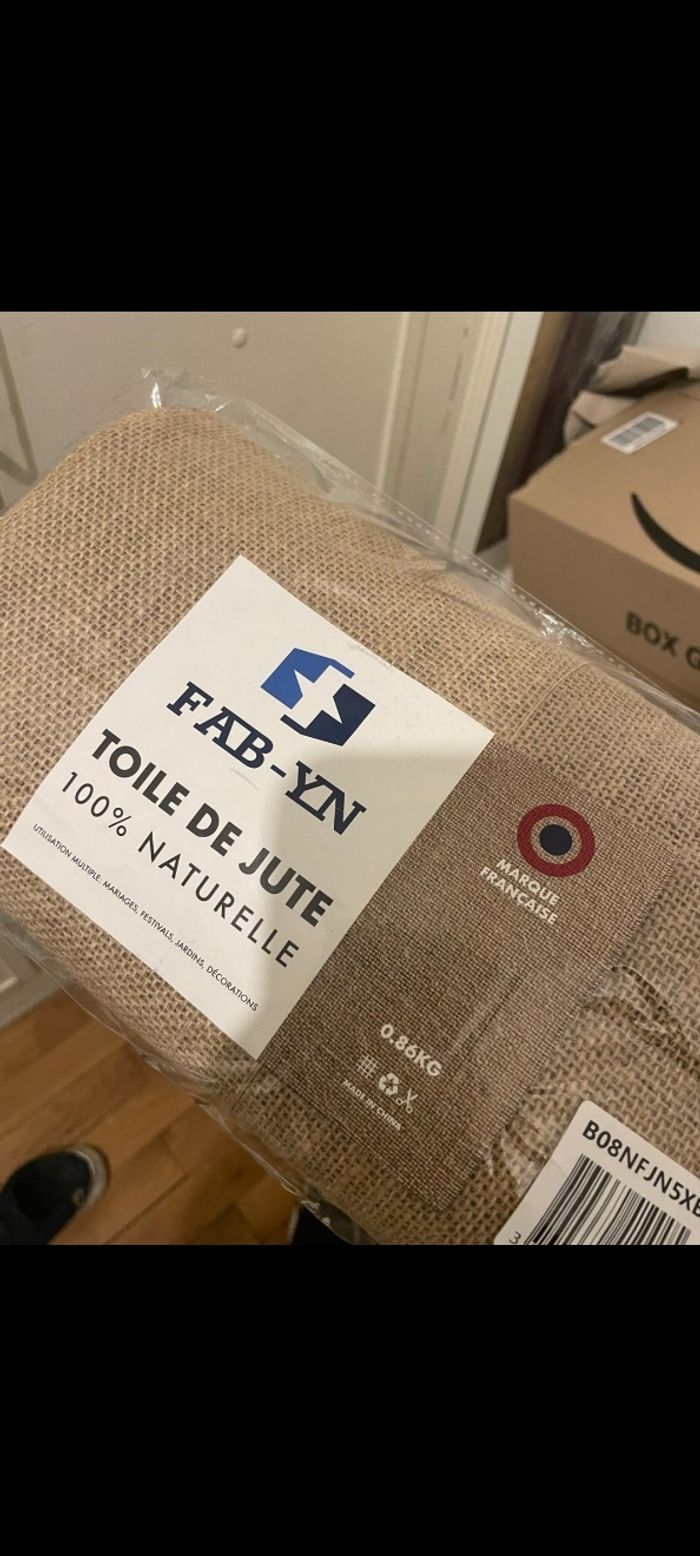 BOX
FAB-YN
TOILE DE JUTE
100% NATURELLE
UTILISATION MULTIPLE: MARIAGES, FESTIVALS, JARDINS, DÉCORATIONS
MARQUE
FRANÇAISE
0.86KG
MADE IN CHINA
B08NFJN5XB
3